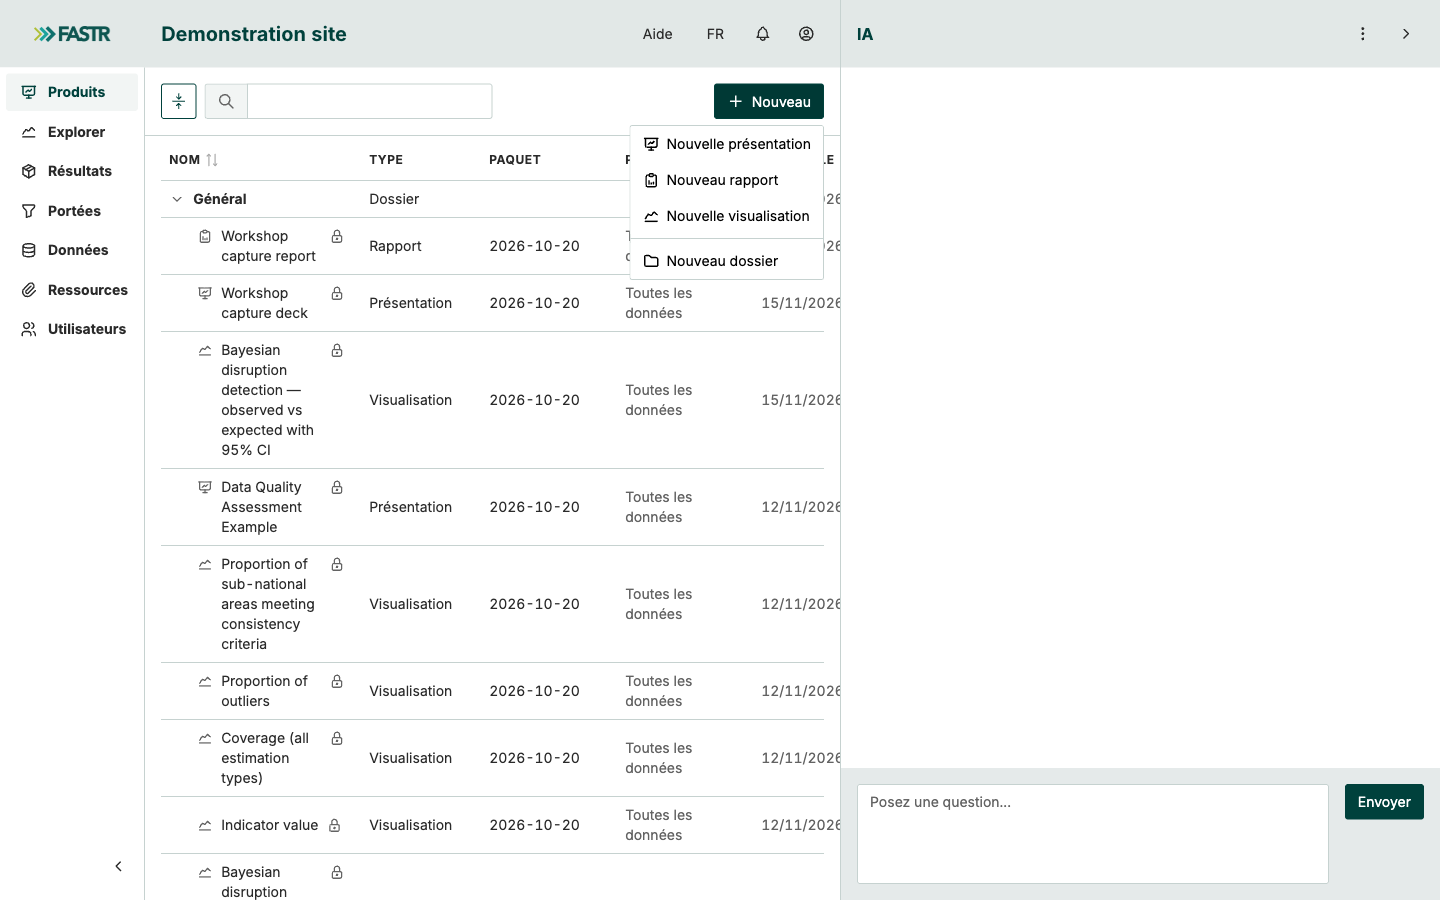 FASTR
Demonstration site
Aide
FR
IA
Produits
Explorer
Résultats
Portées
Données
Ressources
Utilisateurs
Nouveau
Nouvelle présentation
Nouveau rapport
Nouvelle visualisation
Nouveau dossier
NOM
TYPE
PAQUET
Général
Dossier
Workshop
capture report
Rapport
2026-10-20
Workshop
capture deck
Présentation
2026-10-20
Toutes les
données
15/11/2026
Bayesian
disruption
detection —
observed vs
expected with
95% CI
Visualisation
2026-10-20
Toutes les
données
15/11/2026
Data Quality
Assessment
Example
Présentation
2026-10-20
Toutes les
données
12/11/2026
Proportion of
sub-national
areas meeting
consistency
criteria
Visualisation
2026-10-20
Toutes les
données
12/11/2026
Proportion of
outliers
Visualisation
2026-10-20
Toutes les
données
12/11/2026
Coverage (all
estimation
types)
Visualisation
2026-10-20
Toutes les
données
12/11/2026
Indicator value
Visualisation
2026-10-20
Toutes les
données
12/11/2026
Bayesian
disruption
Posez une question...
Envoyer